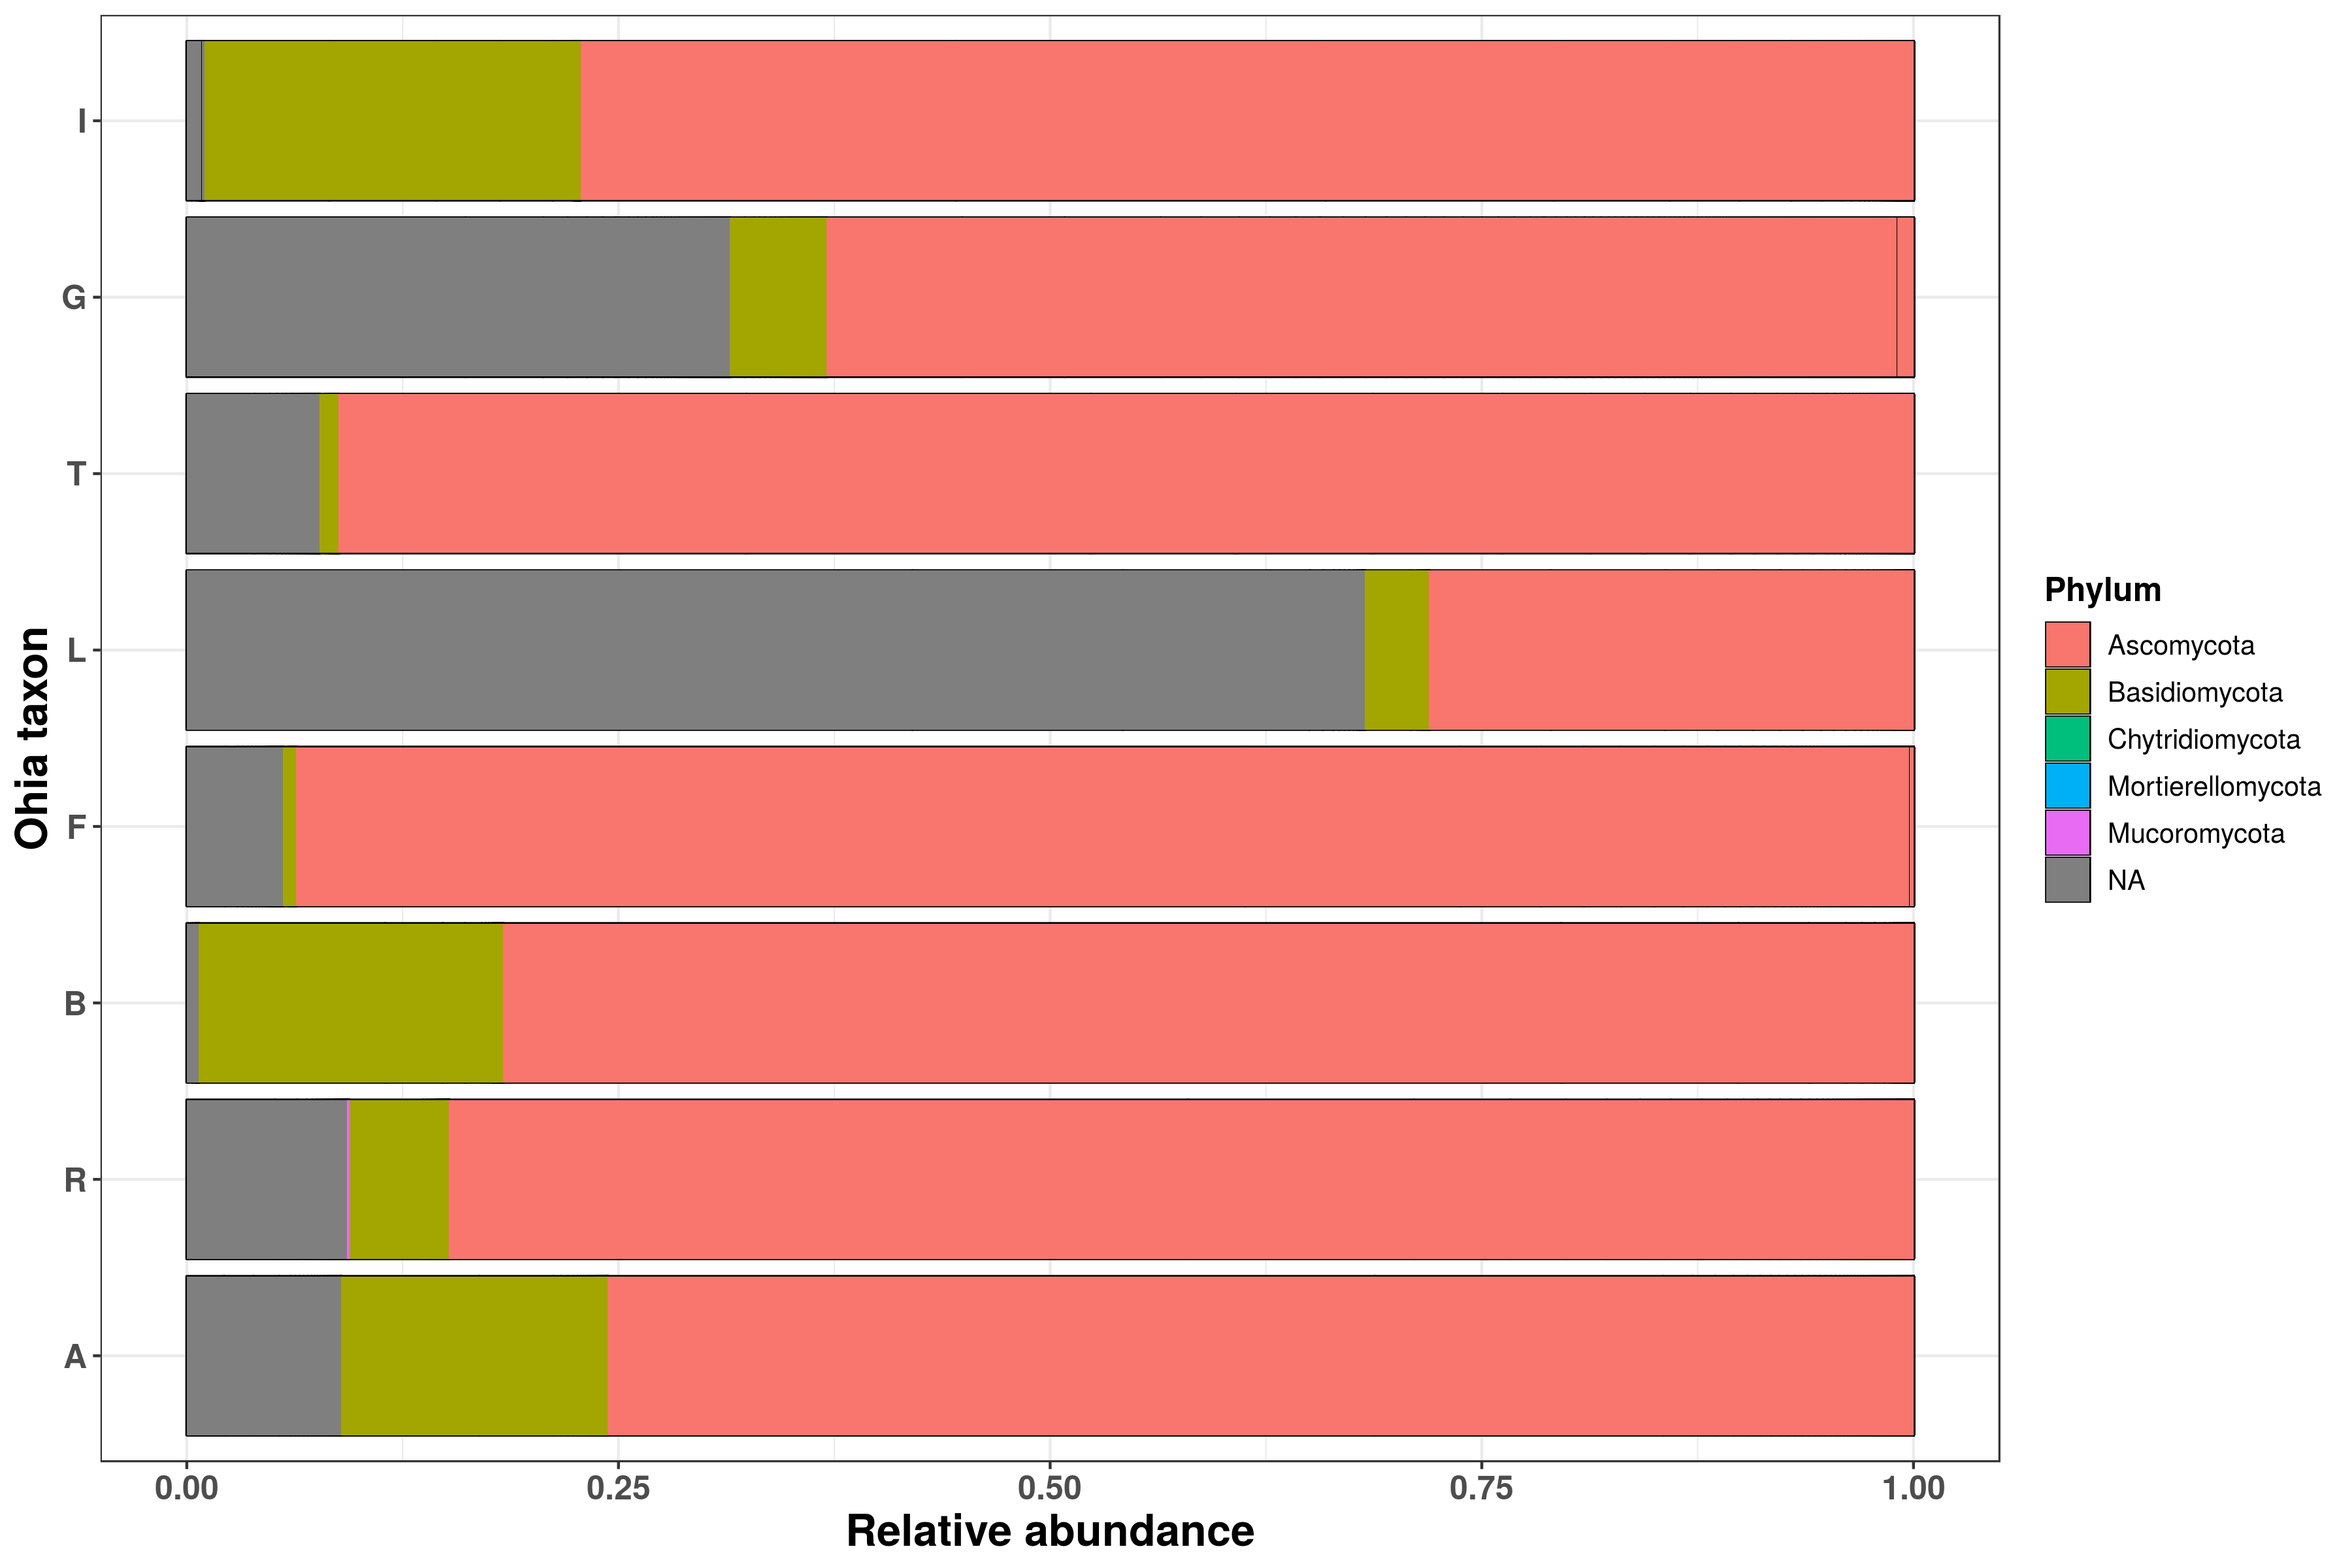 I
G
T
L
F
B
R
A
Ohia taxon
0.00 0.25 0.50 0.75 1.00
Relative abundance
Phylum
Ascomycota
Basidiomycota
Chytridiomycota
Mortierellomycota
Mucoromycota
NA